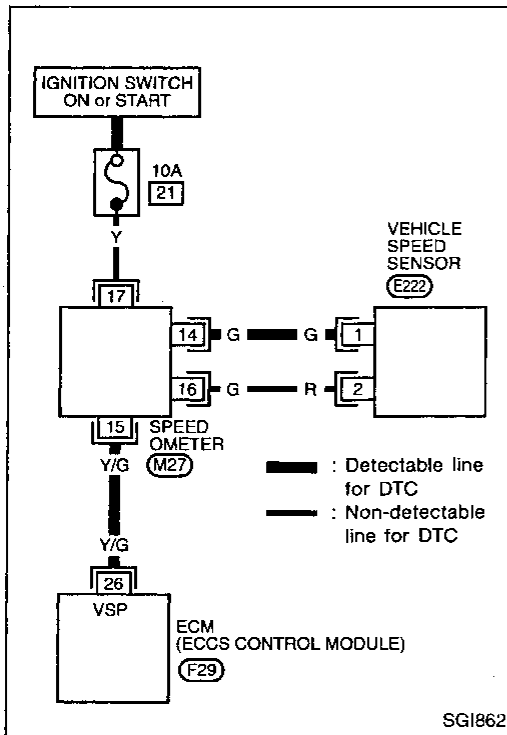 IGNITION SWITCH
ON or START
10A
21
Y
17
VEHICLE
SPEED
SENSOR
E222
14 G G 1
16 G R 2
15
SPEED
OMETER
M27
Y/G
: Detectable line
for DTC
: Non-detectable
line for DTC
Y/G
26
VSP
ECM
(ECCS CONTROL MODULE)
F29
SGI862